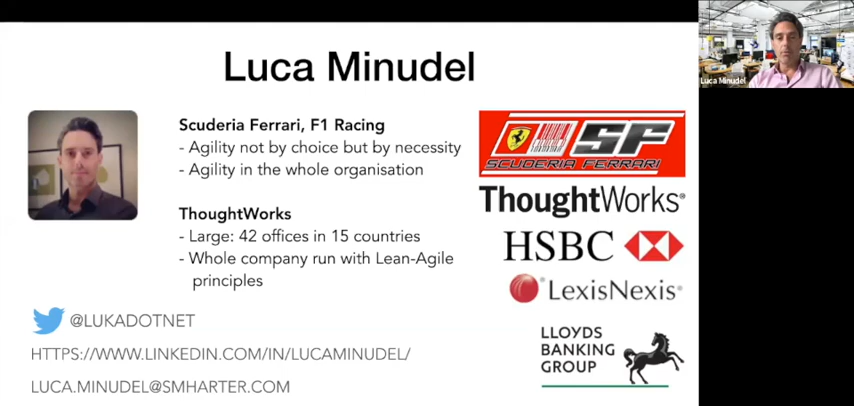 Luca Minudel
Scuderia Ferrari, F1 Racing
- Agility not by choice but by necessity
- Agility in the whole organisation
ThoughtWorks
- Large: 42 offices in 15 countries
- Whole company run with Lean-Agile
principles
@LUKADOTNET
HTTPS://WWW.LINKEDIN.COM/IN/LUCAMINUDEL/
LUCA.MINUDEL@SMHARTER.COM
SF
SCUDERIA FERRARI
ThoughtWorks®
HSBC
LexisNexis®
LLOYDS
BANKING
GROUP
Luca Minudel